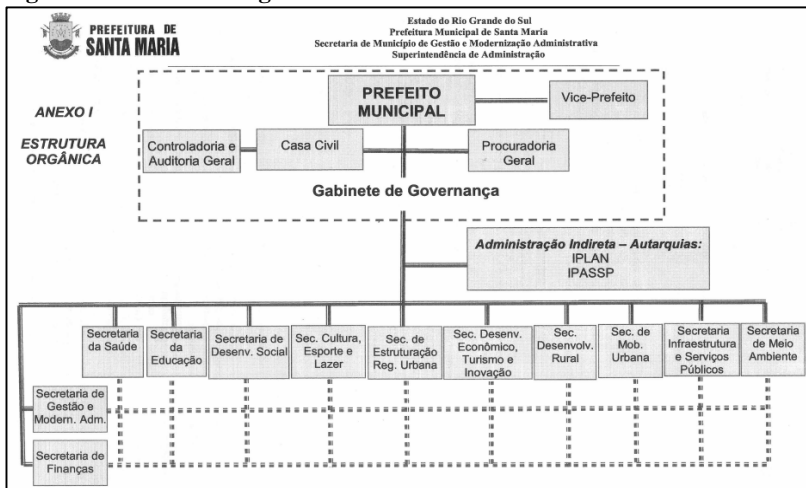 PREFEITURA DE
SANTA MARIA
Estado do Rio Grande do Sul
Prefeitura Municipal de Santa Maria
Secretaria de Município de Gestão e Modernização Administrativa
Superintendência de Administração
ANEXO I
ESTRUTURA
ORGÂNICA
PREFEITO
MUNICIPAL
Vice-Prefeito
Controladoria e
Auditoria Geral
Casa Civil
Procuradoria
Geral
Gabinete de Governança
Administração Indireta – Autarquias:
IPLAN
IPASSP
Secretaria
da Saúde
Secretaria
da
Educação
Secretaria de
Desenv. Social
Sec. Cultura,
Esporte e
Lazer
Sec. de
Estruturação
Reg. Urbana
Sec. Desenv.
Econômico,
Turismo e
Inovação
Sec.
Desenvolv.
Rural
Sec. de
Mob.
Urbana
Secretaria
Infraestrutura
e Serviços
Públicos
Secretaria
de Meio
Ambiente
Secretaria de
Gestão e
Modern. Adm.
Secretaria de
Finanças